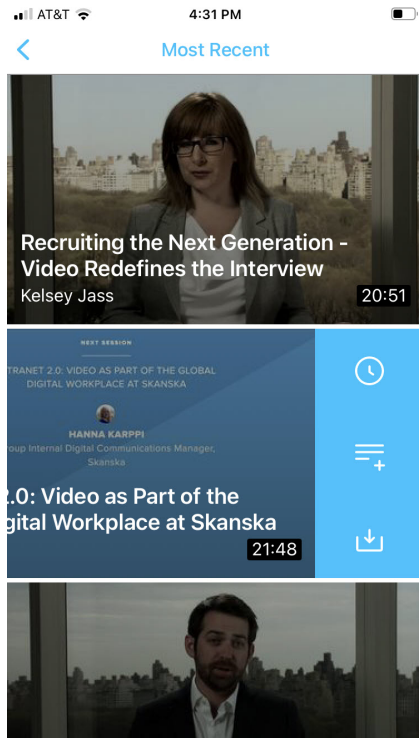 AT&T
4:31 PM
Most Recent
Recruiting the Next Generation -
Video Redefines the Interview
Kelsey Jass
20:51
NEXT SESSION
TRANET 2.0: VIDEO AS PART OF THE GLOBAL
DIGITAL WORKPLACE AT SKANSKA
HANNA KARPPI
oup Internal Digital Communications Manager,
Skanska
2.0: Video as Part of the
gital Workplace at Skanska
21:48